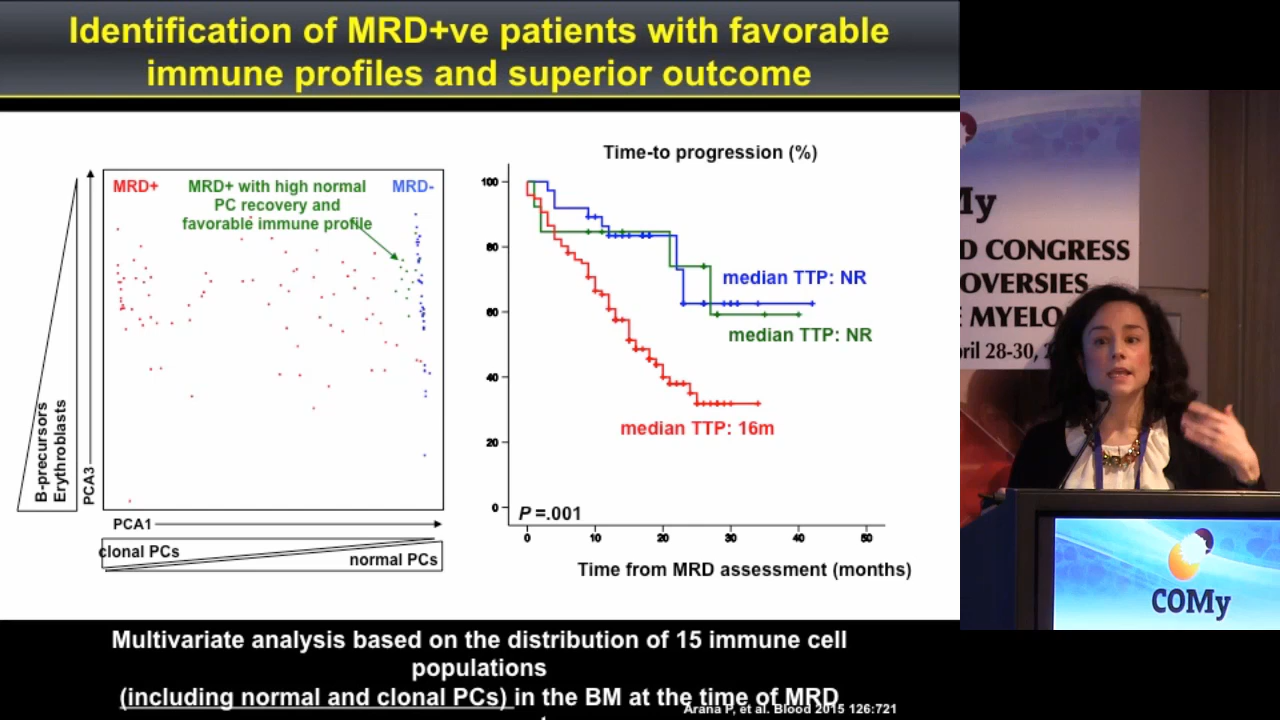 Identification of MRD+ve patients with favorable
immune profiles and superior outcome
MRD+
MRD+ with high normal
PC recovery and
favorable immune profile
MRD-
B-precursors
Erythroblasts
PCA3
PCA1
clonal PCs
normal PCs
Time-to progression (%)
100
80
60
40
20
0
median TTP: NR
median TTP: NR
median TTP: 16m
P =.001
0 10 20 30 40 50
Time from MRD assessment (months)
Multivariate analysis based on the distribution of 15 immune cell
populations
(including normal and clonal PCs) in the BM at the time of MRD
Arana P, et al. Blood 2015 126:721
My
D CONGRESS
OVERSIES
MYELO
ril 28-30,
COMy